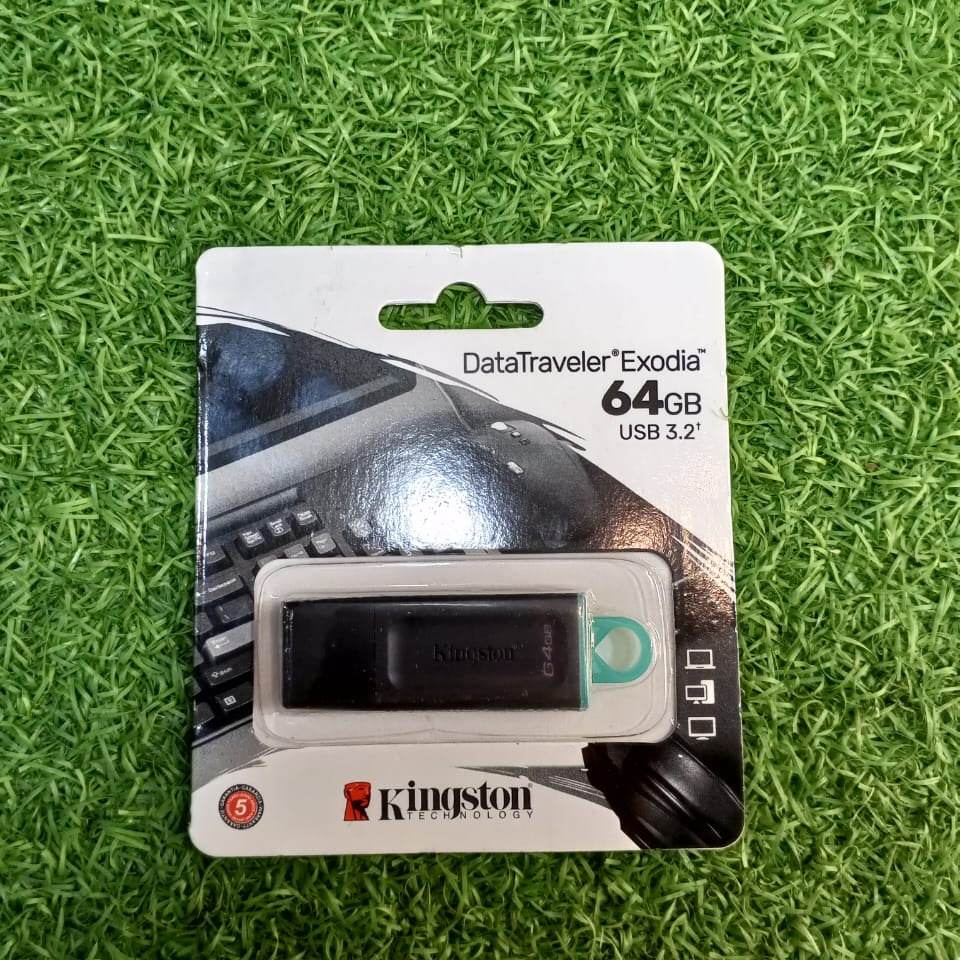 DataTraveler® Exodia™
64GB
USB 3.2†
Kingston
64GB
5
Kingston
TECHNOLOGY